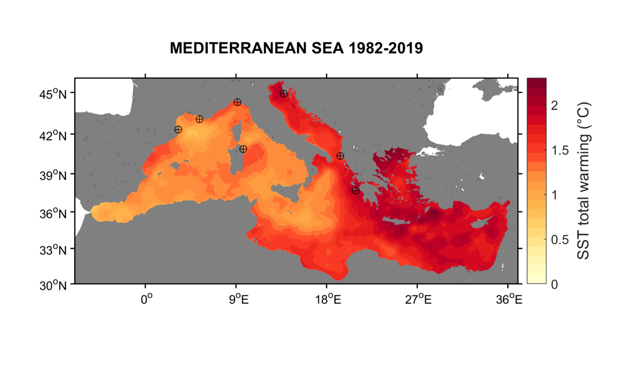 MEDITERRANEAN SEA 1982-2019
45°N
42°N
39°N
36°N
33°N
30°N
0°
9°E
18°E
27°E
36°E
2
1.5
1
0.5
0
SST total warming (°C)